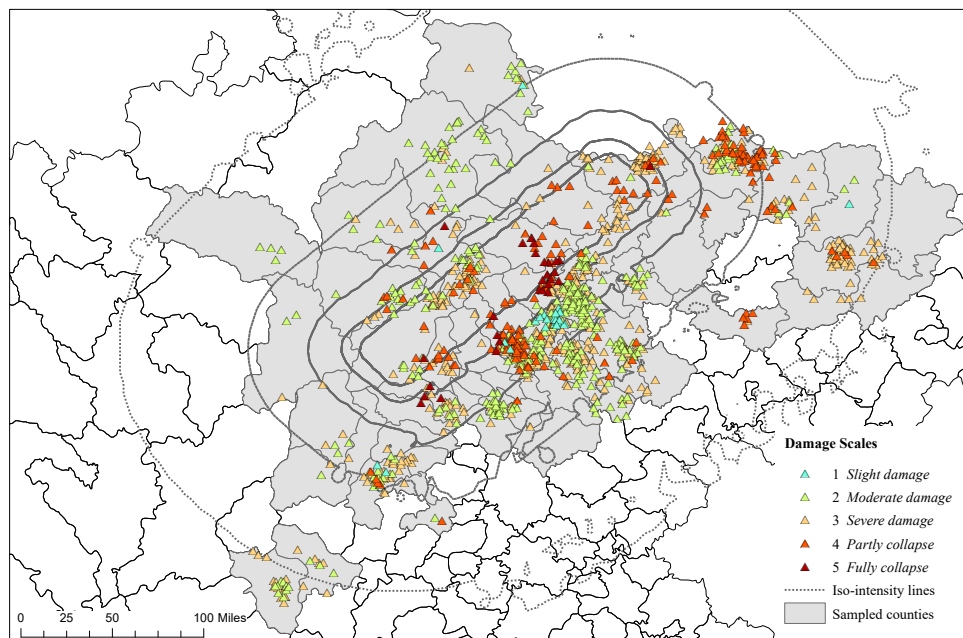 Damage Scales
1 Slight damage
2 Moderate damage
3 Severe damage
4 Partly collapse
5 Fully collapse
Iso-intensity lines
Sampled counties
0 25 50 100 Miles